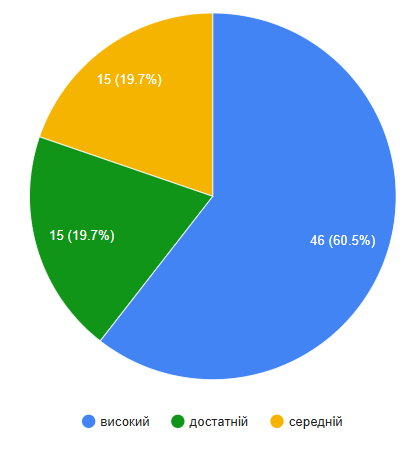 15 (19.7%)
15 (19.7%)
46 (60.5%)
високий достатній середній